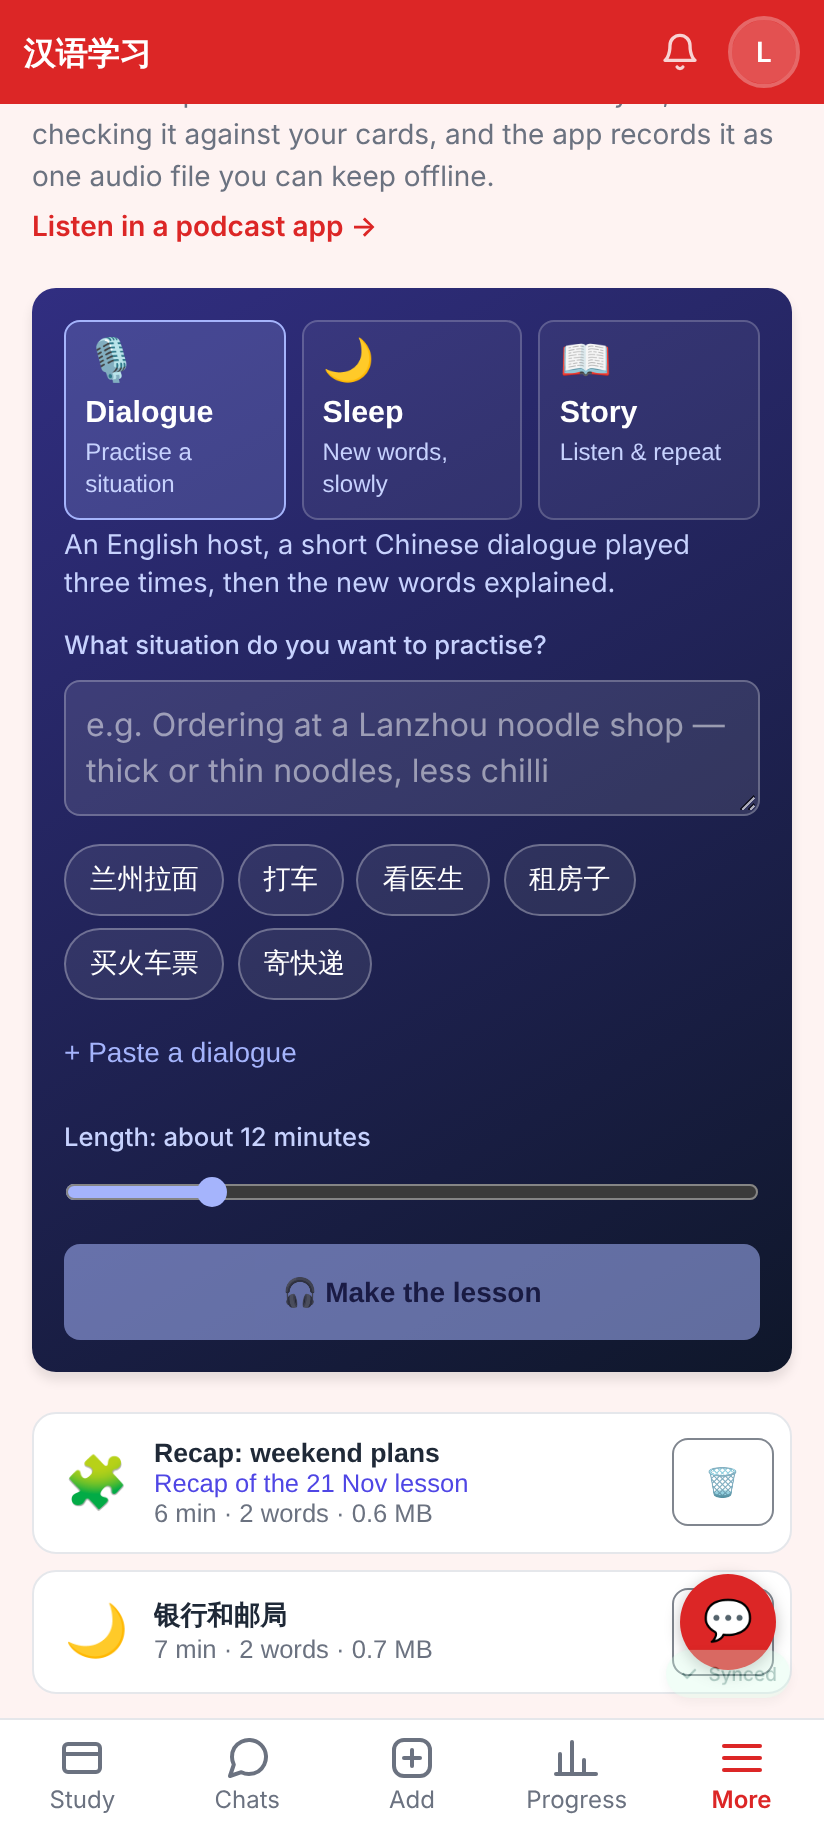 汉语学习
L
checking it against your cards, and the app records it as
one audio file you can keep offline.
Listen in a podcast app →
Dialogue
Practise a
situation
Sleep
New words,
slowly
Story
Listen & repeat
An English host, a short Chinese dialogue played
three times, then the new words explained.
What situation do you want to practise?
e.g. Ordering at a Lanzhou noodle shop —
thick or thin noodles, less chilli
兰州拉面
打车
看医生
租房子
买火车票
寄快递
+ Paste a dialogue
Length: about 12 minutes
🎧 Make the lesson
Recap: weekend plans
Recap of the 21 Nov lesson
6 min · 2 words · 0.6 MB
银行和邮局
7 min · 2 words · 0.7 MB
✓ Synced
Study
Chats
Add
Progress
More